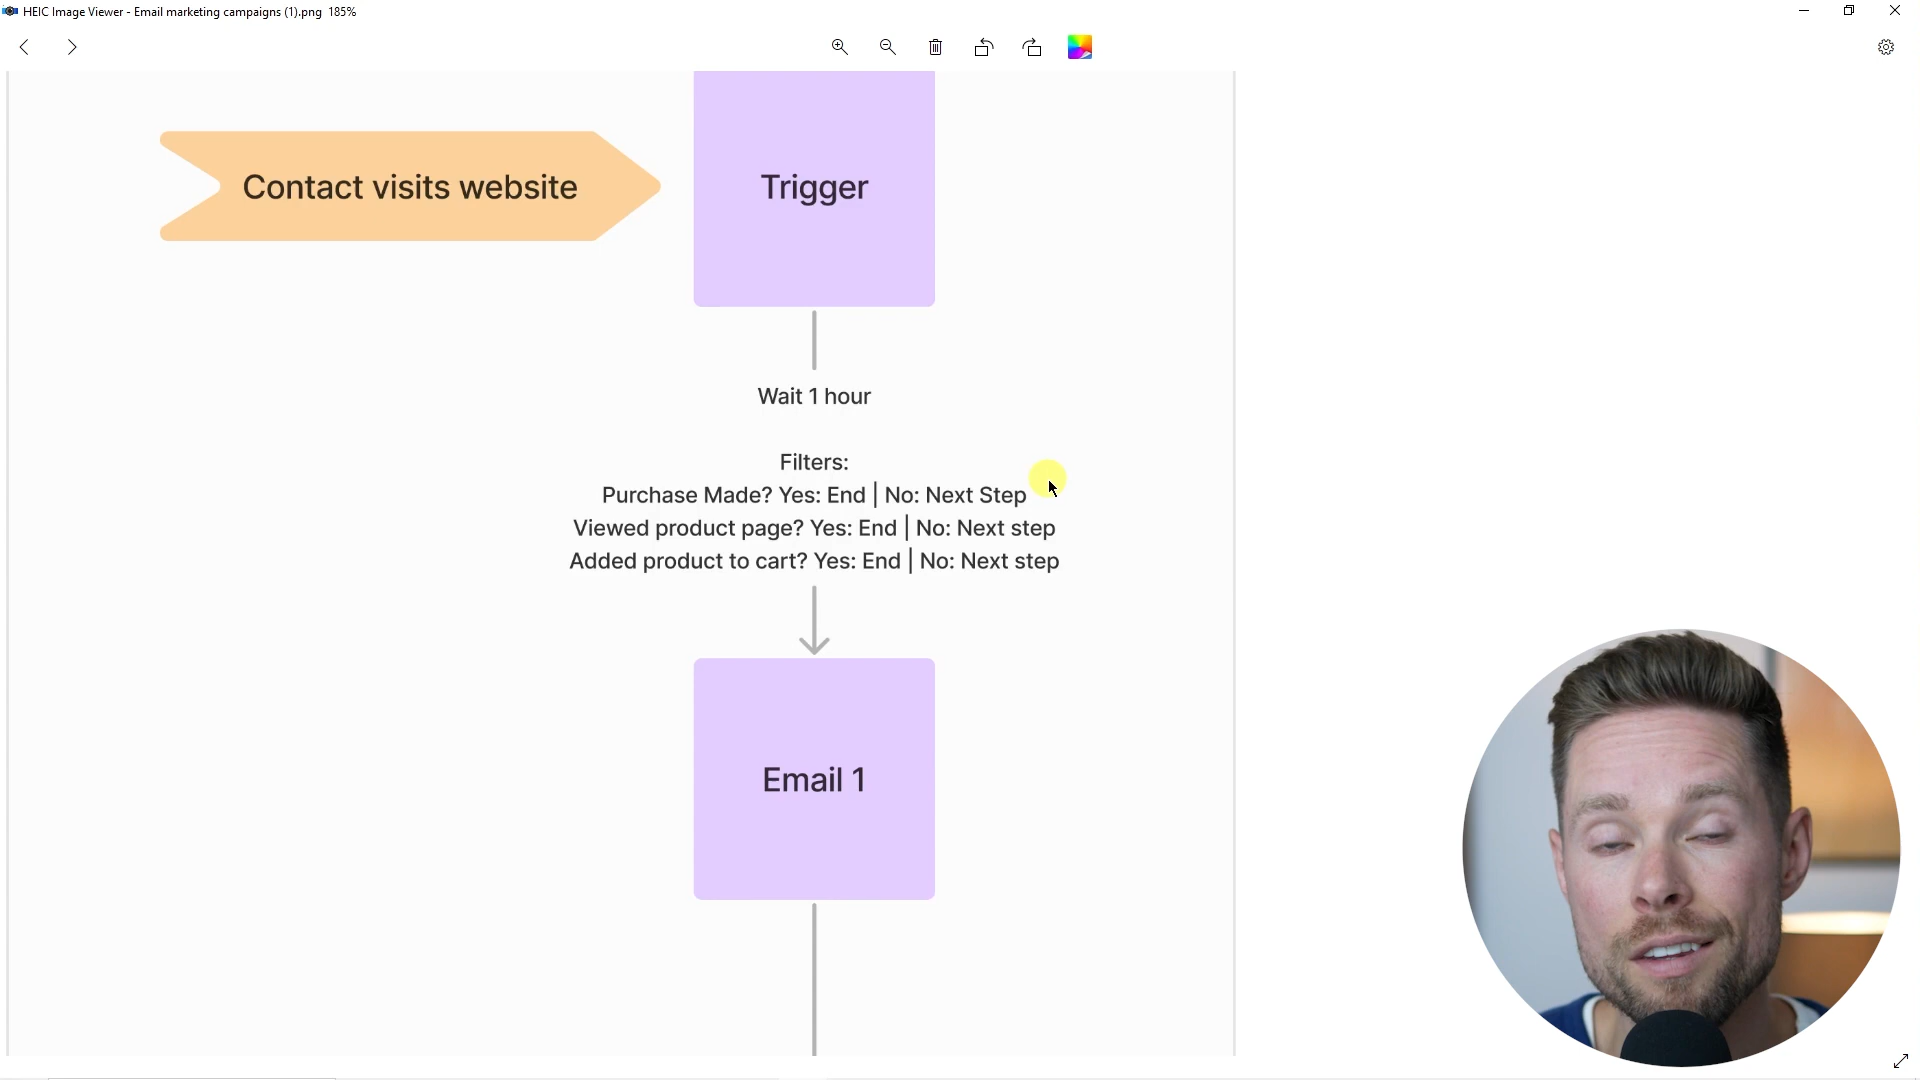 HEIC Image Viewer - Email marketing campaigns (1).png 185%
Contact visits website
Trigger
Wait 1 hour
Filters:
Purchase Made? Yes: End | No: Next Step
Viewed product page? Yes: End | No: Next step
Added product to cart? Yes: End | No: Next step
Email 1